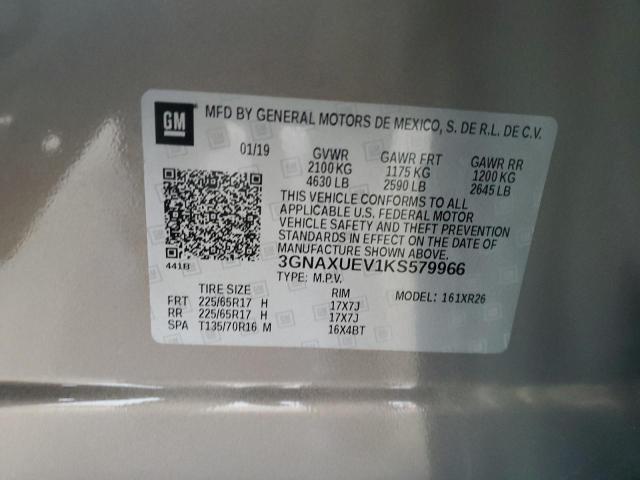 GM
MFD BY GENERAL MOTORS DE MEXICO, S. DE R.L. DE C.V.
01/19 GVWR GAWR FRT GAWR RR
2100 KG 1175 KG 1200 KG
4630 LB 2590 LB 2645 LB
THIS VEHICLE CONFORMS TO ALL
APPLICABLE U.S. FEDERAL MOTOR
VEHICLE SAFETY AND THEFT PREVENTION
STANDARDS IN EFFECT ON THE DATE OF
MANUFACTURE SHOWN ABOVE.
441B 3GNAXUEV1KS579966
TYPE: M.P.V.
TIRE SIZE RIM MODEL: 161XR26
FRT 225/65R17 H 17X7J
RR 225/65R17 H 17X7J
SPA T135/70R16 M 16X4BT